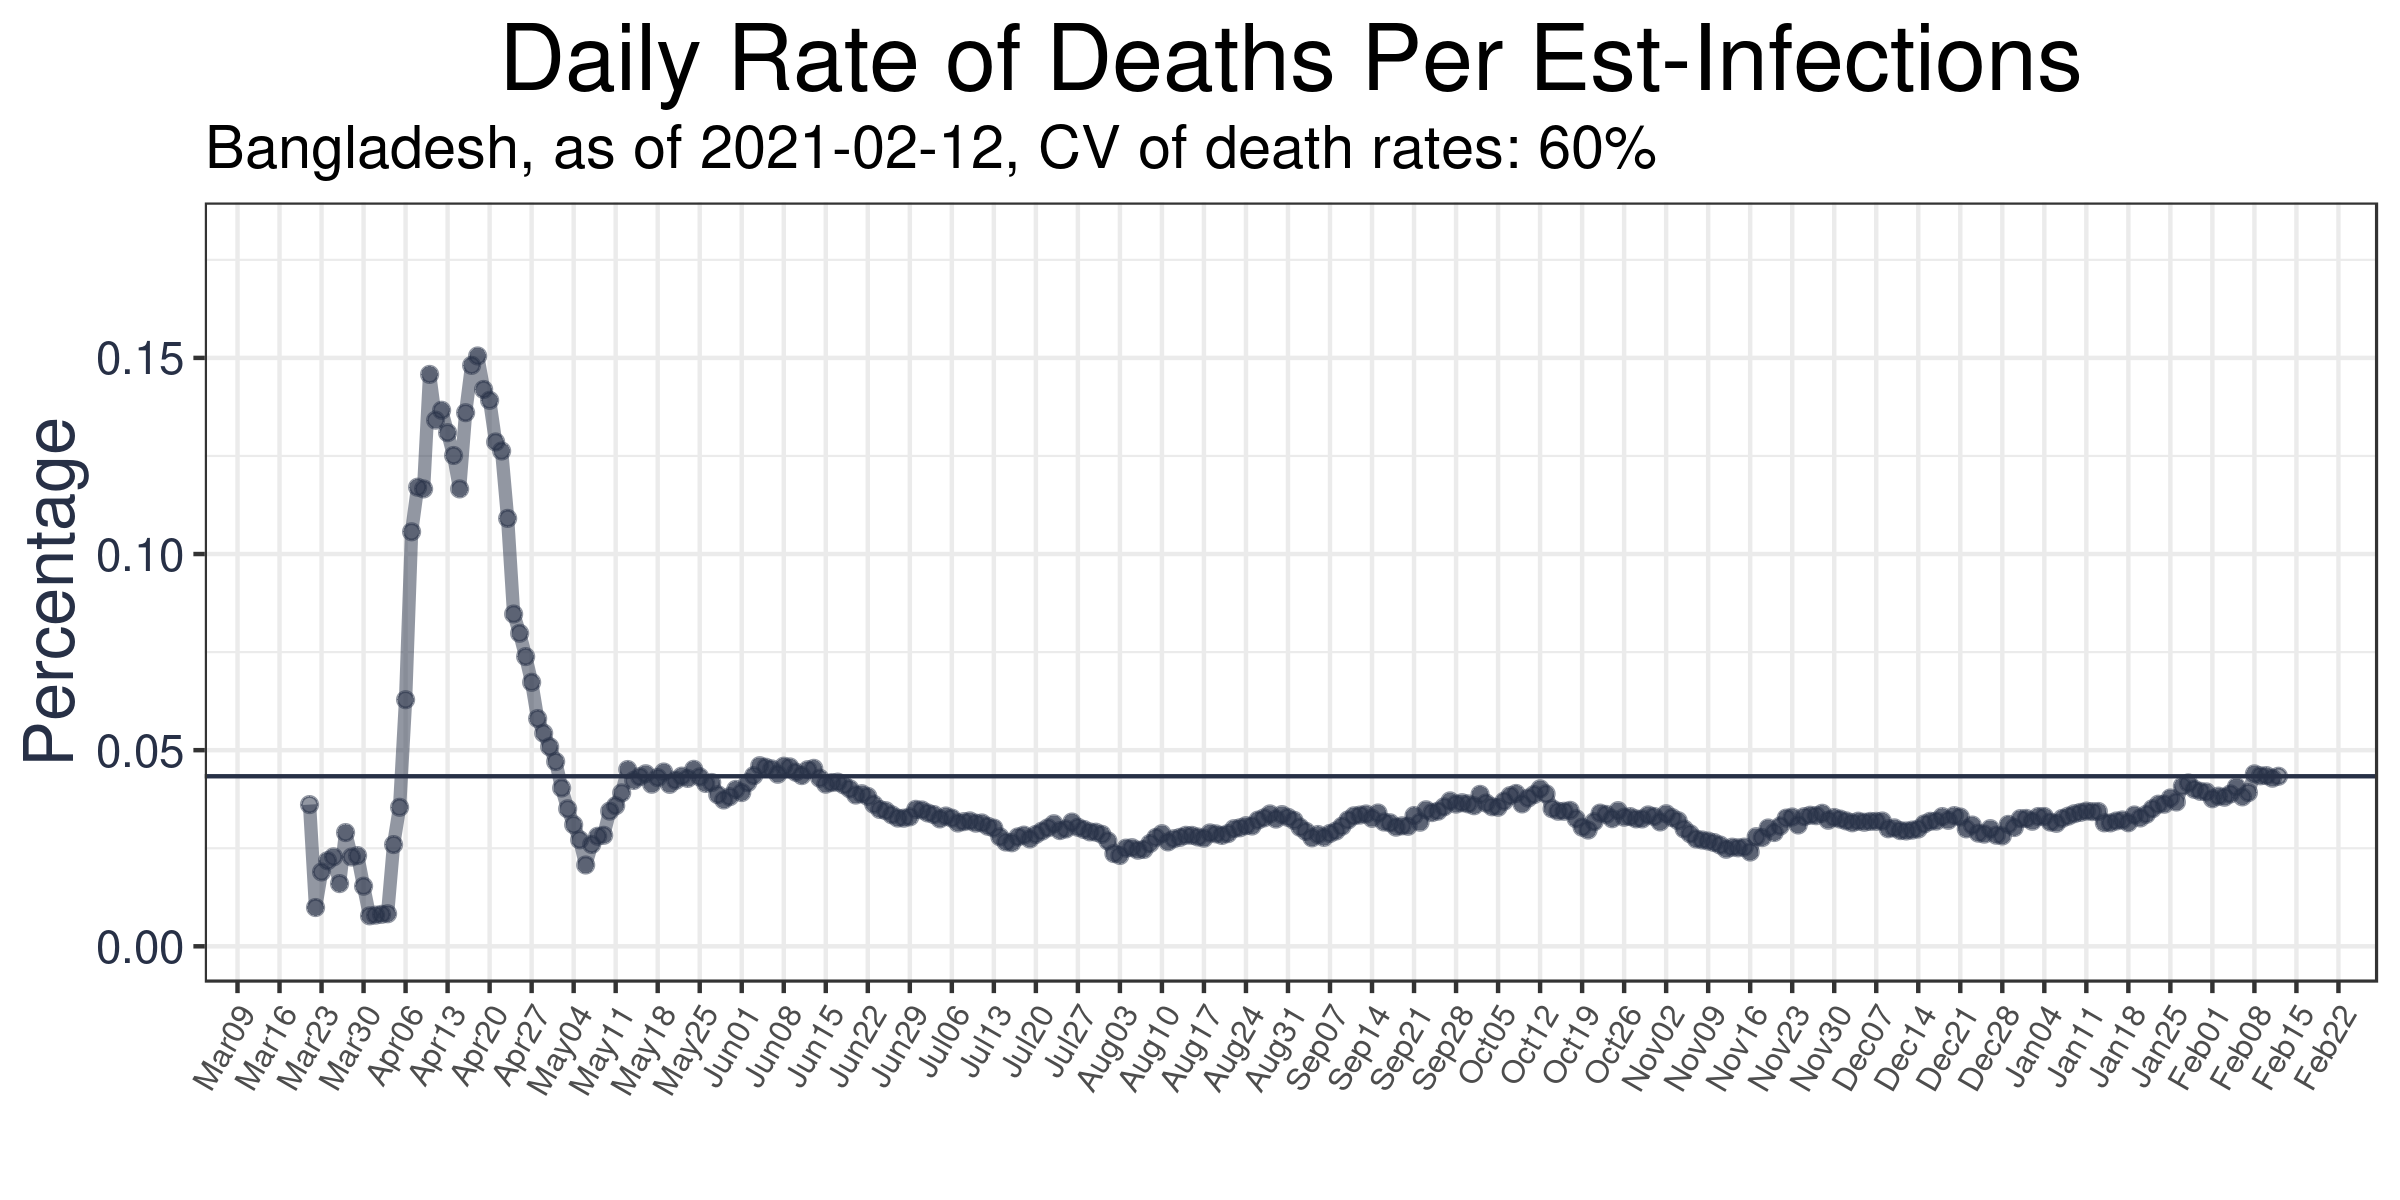 Daily Rate of Deaths Per Est-Infections
Bangladesh, as of 2021-02-12, CV of death rates: 60%
Percentage
0.15
0.10
0.05
0.00
Mar09
Mar16
Mar23
Mar30
Apr06
Apr13
Apr20
Apr27
May04
May11
May18
May25
Jun01
Jun08
Jun15
Jun22
Jun29
Jul06
Jul13
Jul20
Jul27
Aug03
Aug10
Aug17
Aug24
Aug31
Sep07
Sep14
Sep21
Sep28
Oct05
Oct12
Oct19
Oct26
Nov02
Nov09
Nov16
Nov23
Nov30
Dec07
Dec14
Dec21
Dec28
Jan04
Jan11
Jan18
Jan25
Feb01
Feb08
Feb15
Feb22